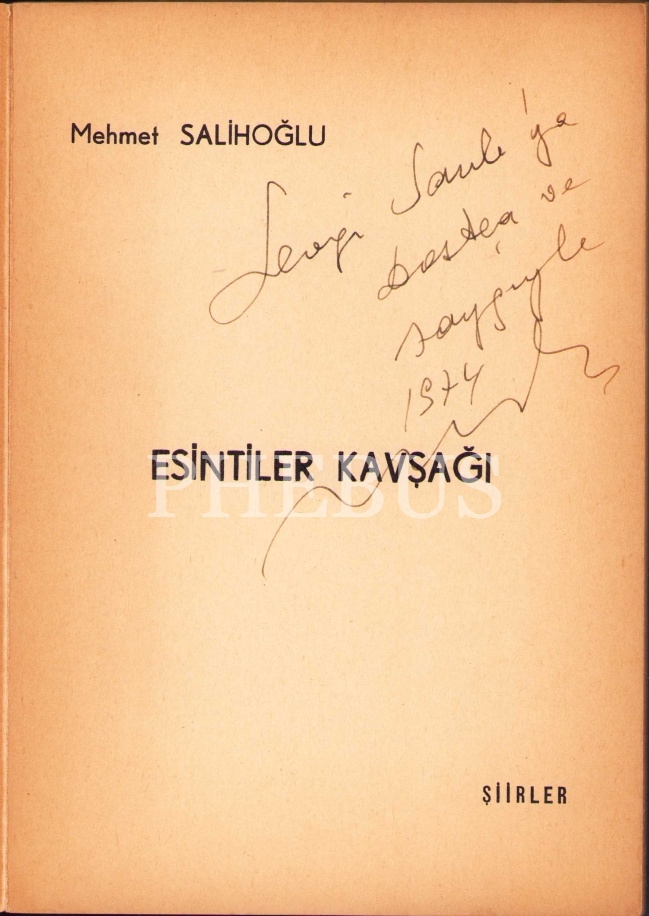 Mehmet SALİHOĞLU
Sevgi Sanlı'ya
Dostça ve
saygıyla
1974
ESİNTİLER KAVŞAĞI
PHEBUS
ŞİİRLER